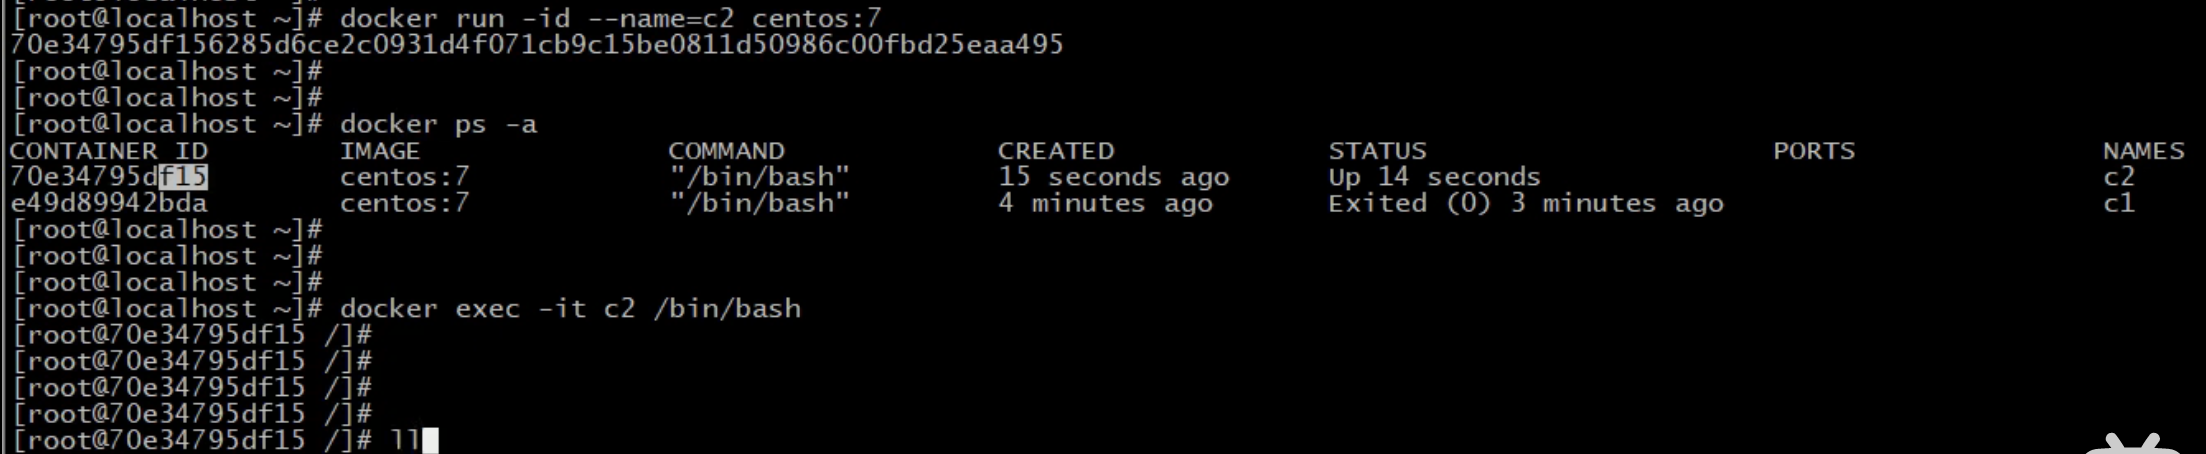 [root@localhost ~]# docker run -id --name=c2 centos:7
70e34795df156285d6ce2c0931d4f071cb9c15be0811d50986c00fbd25eaa495
[root@localhost ~]#
[root@localhost ~]#
[root@localhost ~]# docker ps -a
CONTAINER ID IMAGE COMMAND CREATED STATUS PORTS NAMES
70e34795df15 centos:7 "/bin/bash" 15 seconds ago Up 14 seconds c2
e49d89942bda centos:7 "/bin/bash" 4 minutes ago Exited (0) 3 minutes ago c1
[root@localhost ~]#
[root@localhost ~]#
[root@localhost ~]#
[root@localhost ~]# docker exec -it c2 /bin/bash
[root@70e34795df15 /]#
[root@70e34795df15 /]#
[root@70e34795df15 /]#
[root@70e34795df15 /]#
[root@70e34795df15 /]# ll